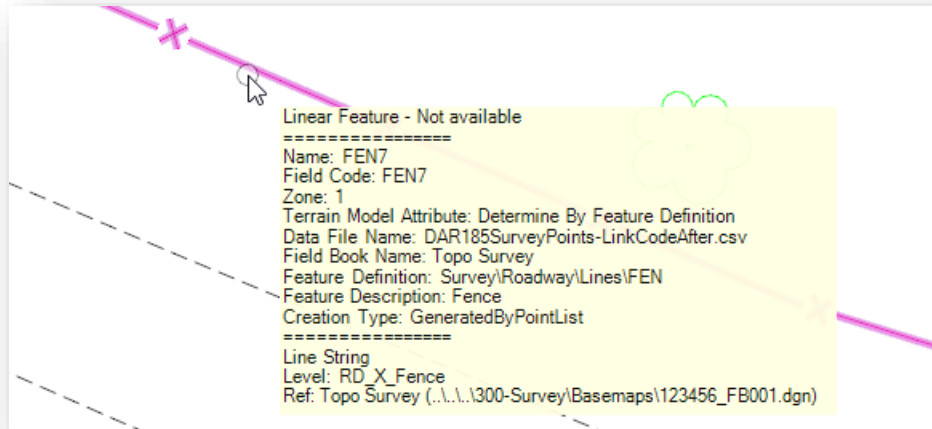 Linear Feature - Not available
================
Name: FEN7
Field Code: FEN7
Zone: 1
Terrain Model Attribute: Determine By Feature Definition
Data File Name: DAR185SurveyPoints-LinkCodeAfter.csv
Field Book Name: Topo Survey
Feature Definition: Survey\Roadway\Lines\FEN
Feature Description: Fence
Creation Type: GeneratedByPointList
================
Line String
Level: RD_X_Fence
Ref: Topo Survey (..\..\..\300-Survey\Basemaps\123456_FB001.dgn)